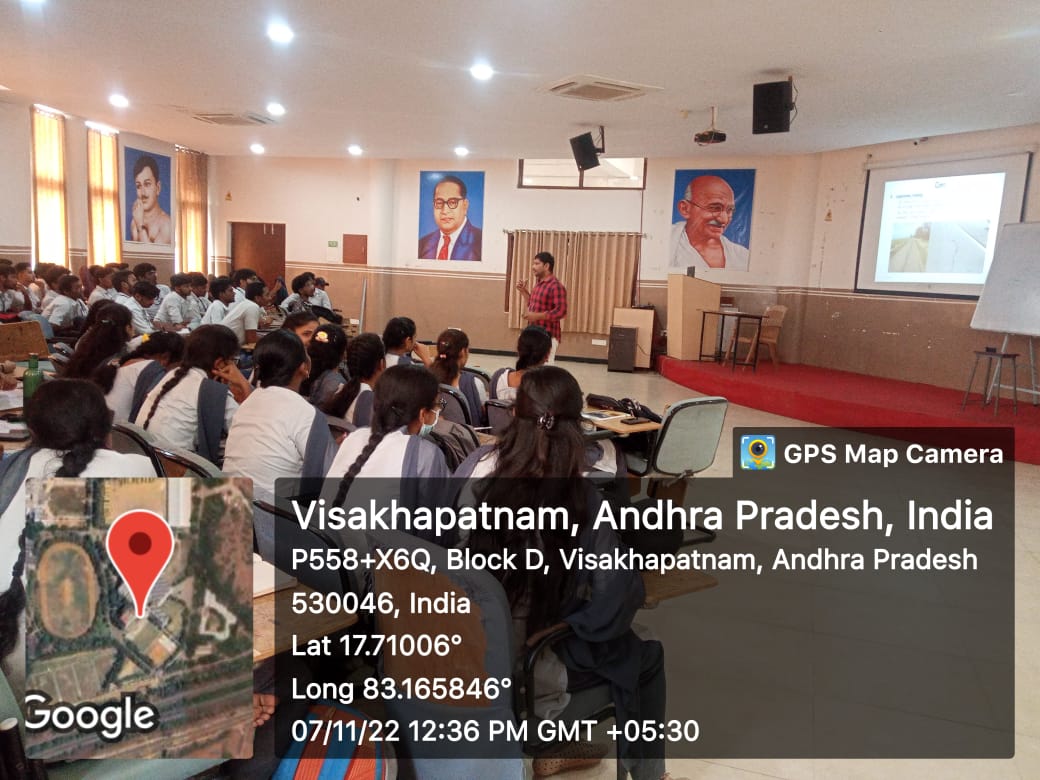 GPS Map Camera
Visakhapatnam, Andhra Pradesh, India
P558+X6Q, Block D, Visakhapatnam, Andhra Pradesh
530046, India
Lat 17.71006°
Long 83.165846°
07/11/22 12:36 PM GMT +05:30
Google